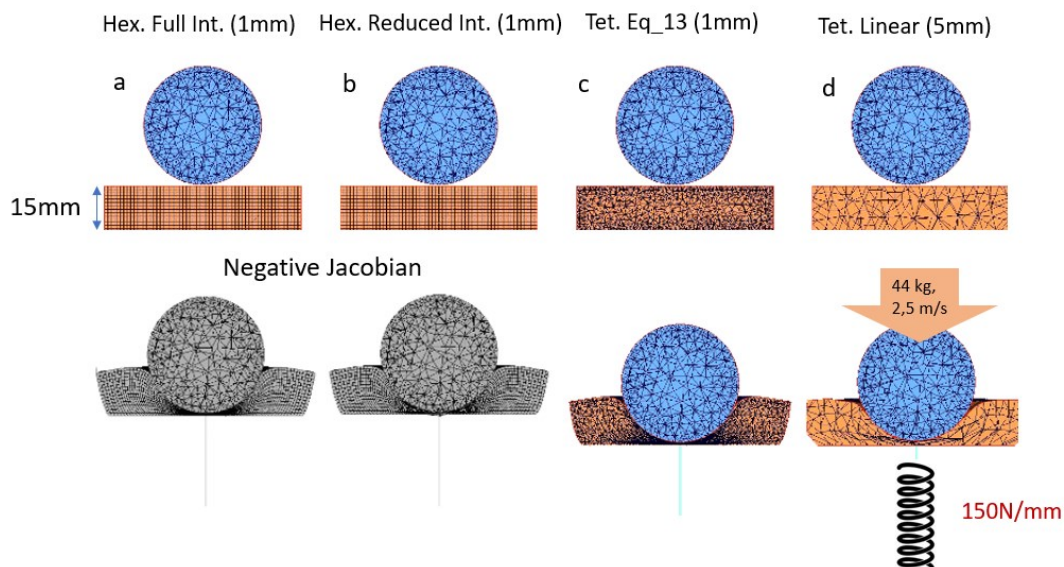 Hex. Full Int. (1mm)
Hex. Reduced Int. (1mm)
Tet. Eq_13 (1mm)
Tet. Linear (5mm)
a
b
c
d
15mm
Negative Jacobian
44 kg,
2,5 m/s
150N/mm